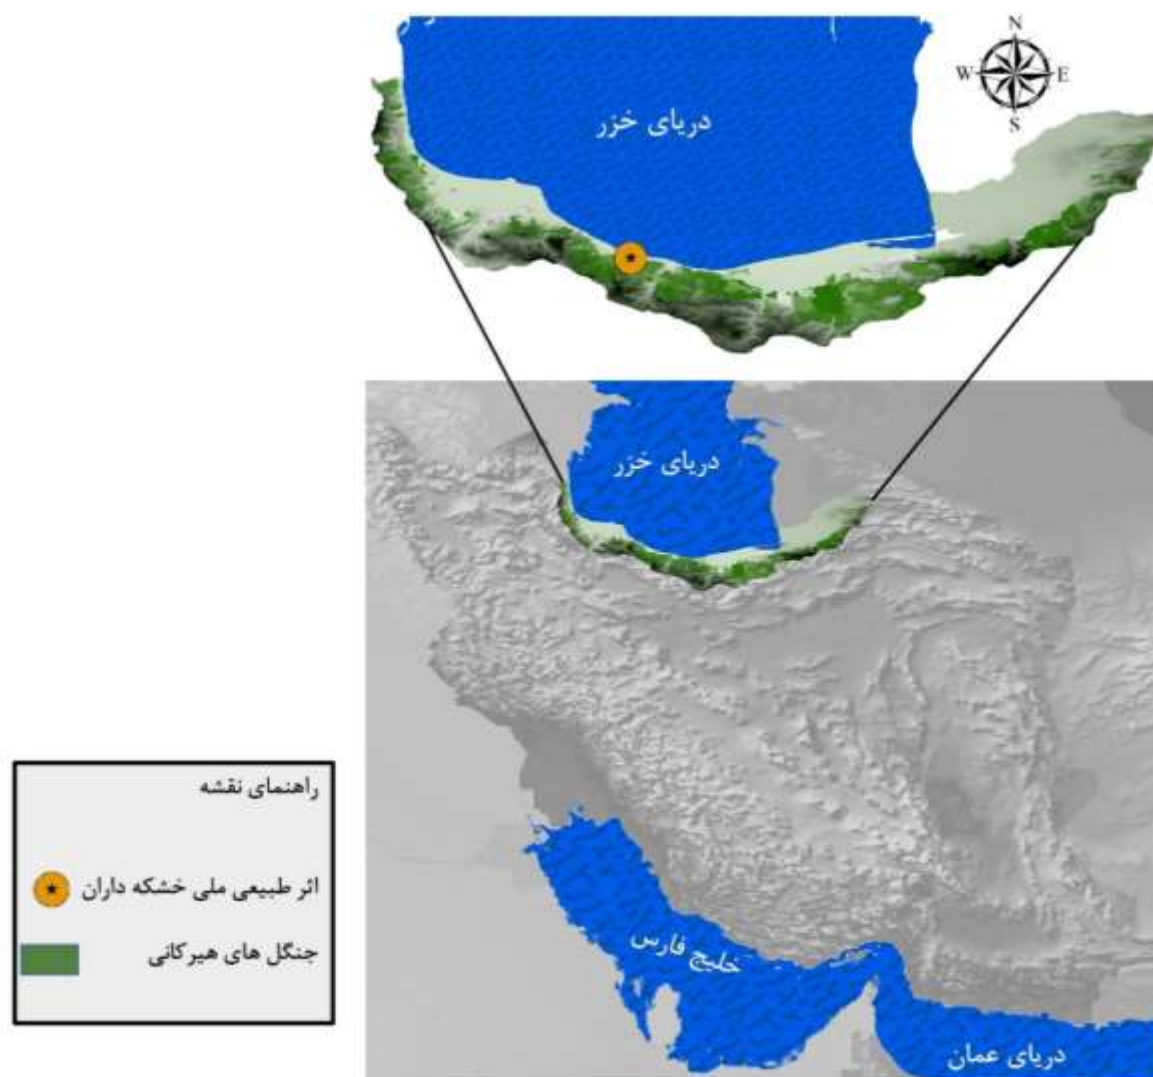 N
W E
S
دریای خزر
دریای خزر
راهنمای نقشه
اثر طبیعی ملی خشکه داران
جنگل های هیرکانی
خلیج فارس
دریای عمان